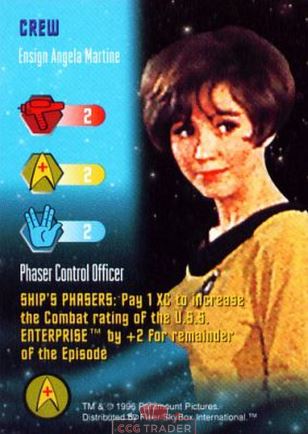 CREW
Ensign Angela Martine
2
2
2
Phaser Control Officer
SHIP'S PHASERS: Pay 1 XC to increase
the Combat rating of the U.S.S.
ENTERPRISE™ by +2 for remainder
of the Episode
TM & © 1996 Paramount Pictures.
Distributed by SkyBox International.™
CCG TRADER